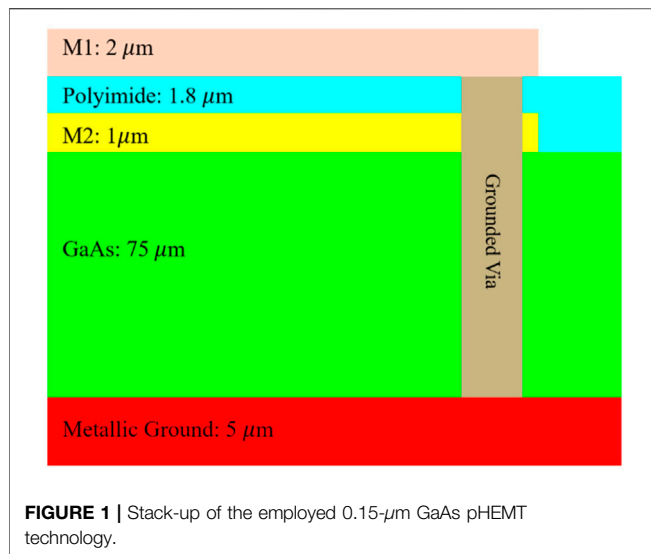 M1: 2 μm
Polyimide: 1.8 μm
M2: 1μm
GaAs: 75 μm
Grounded Via
Metallic Ground: 5 μm
FIGURE 1 | Stack-up of the employed 0.15-μm GaAs pHEMT
technology.